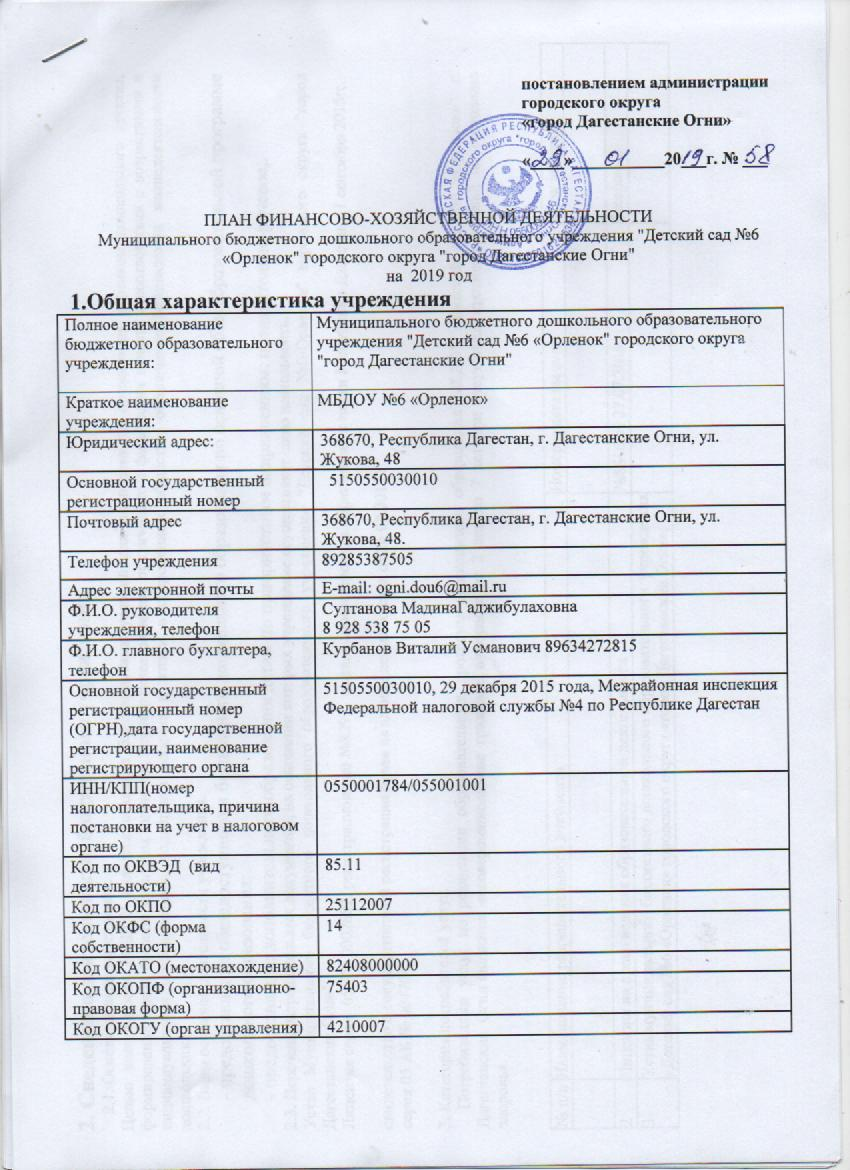 постановлением администрации
городского округа
«город Дагестанские Огни»
«29» 01 2019 г. № 58
ПЛАН ФИНАНСОВО-ХОЗЯЙСТВЕННОЙ ДЕЯТЕЛЬНОСТИ
Муниципального бюджетного дошкольного образовательного учреждения "Детский сад №6
«Орленок" городского округа "город Дагестанские Огни"
на 2019 год
1.Общая характеристика учреждения
Полное наименование
бюджетного образовательного
учреждения:
Муниципального бюджетного дошкольного образовательного
учреждения "Детский сад №6 «Орленок" городского округа
"город Дагестанские Огни"
Краткое наименование
учреждения:
МБДОУ №6 «Орленок»
Юридический адрес:
368670, Республика Дагестан, г. Дагестанские Огни, ул.
Жукова, 48
Основной государственный
регистрационный номер
5150550030010
Почтовый адрес
368670, Республика Дагестан, г. Дагестанские Огни, ул.
Жукова, 48.
Телефон учреждения
89285387505
Адрес электронной почты
E-mail: ogni.dou6@mail.ru
Ф.И.О. руководителя
учреждения, телефон
Султанова МадинаГаджибулаховна
8 928 538 75 05
Ф.И.О. главного бухгалтера,
телефон
Курбанов Виталий Усманович 89634272815
Основной государственный
регистрационный номер
(ОГРН),дата государственной
регистрации, наименование
регистрирующего органа
5150550030010, 29 декабря 2015 года, Межрайонная инспекция
Федеральной налоговой службы №4 по Республике Дагестан
ИНН/КПП(номер
налогоплательщика, причина
постановки на учет в налоговом
органе)
0550001784/055001001
Код по ОКВЭД (вид
деятельности)
85.11
Код по ОКПО
25112007
Код ОКФС (форма
собственности)
14
Код ОКАТО (местонахождение)
82408000000
Код ОКОПФ (организационно-
правовая форма)
75403
Код ОКОГУ (орган управления)
4210007